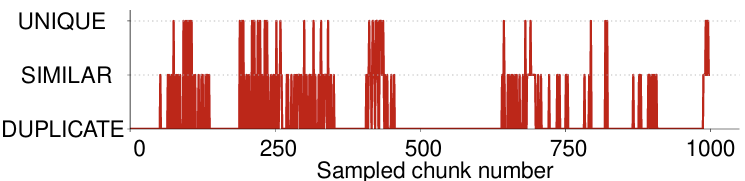 UNIQUE
SIMILAR
DUPLICATE
0 250 500 750 1000
Sampled chunk number